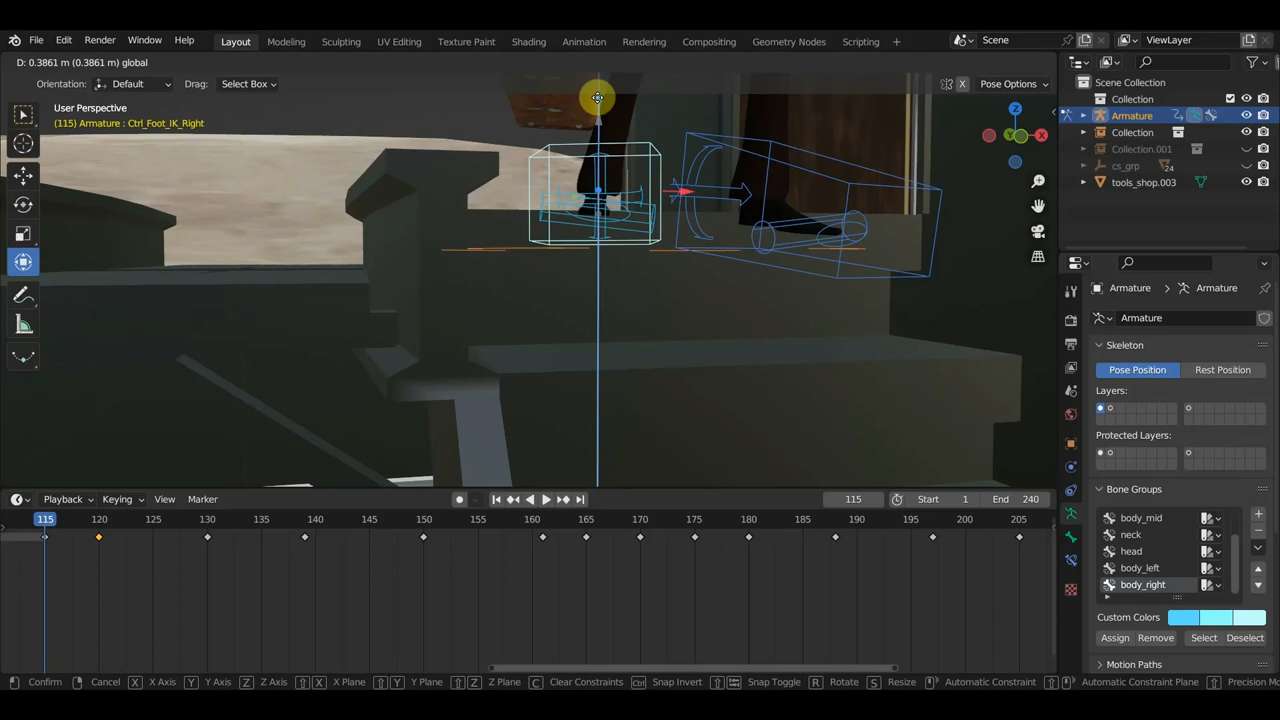 File Edit Render Window Help Layout Modeling Sculpting UV Editing Texture Paint Shading Animation Rendering Compositing Geometry Nodes Scripting + Scene ViewLayer
D: 0.3861 m (0.3861 m) global
Orientation: Default Drag: Select Box X Pose Options
User Perspective
(115) Armature : Ctrl_Foot_IK_Right
Z
X
Y
Scene Collection
Collection
Armature
Collection
Collection.001
cs_grp 24
tools_shop.003
Armature > Armature
Armature
Skeleton
Pose Position Rest Position
Layers:
Protected Layers:
Bone Groups
body_mid
neck
head
body_left
body_right
Custom Colors
Assign Remove Select Deselect
Motion Paths
Playback Keying View Marker 115 Start 1 End 240
115 120 125 130 135 140 145 150 155 160 165 170 175 180 185 190 195 200 205
Confirm Cancel X X Axis Y Y Axis Z Z Axis X X Plane Y Y Plane Z Z Plane C Clear Constraints Ctrl Snap Invert Snap Toggle R Rotate S Resize Automatic Constraint Automatic Constraint Plane Precision Mo